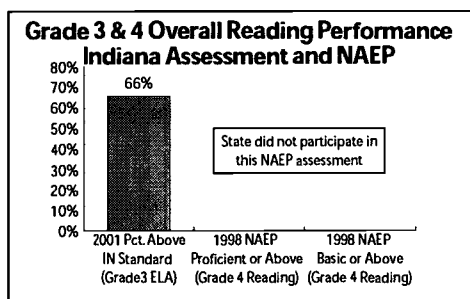 Grade 3 & 4 Overall Reading Performance
Indiana Assessment and NAEP
80%
70%
60%
50%
40%
30%
20%
10%
0%
66%
State did not participate in
this NAEP assessment
2001 Pct. Above
IN Standard
(Grade3 ELA)
1998 NAEP
Proficient or Above
(Grade 4 Reading)
1998 NAEP
Basic or Above
(Grade 4 Reading)